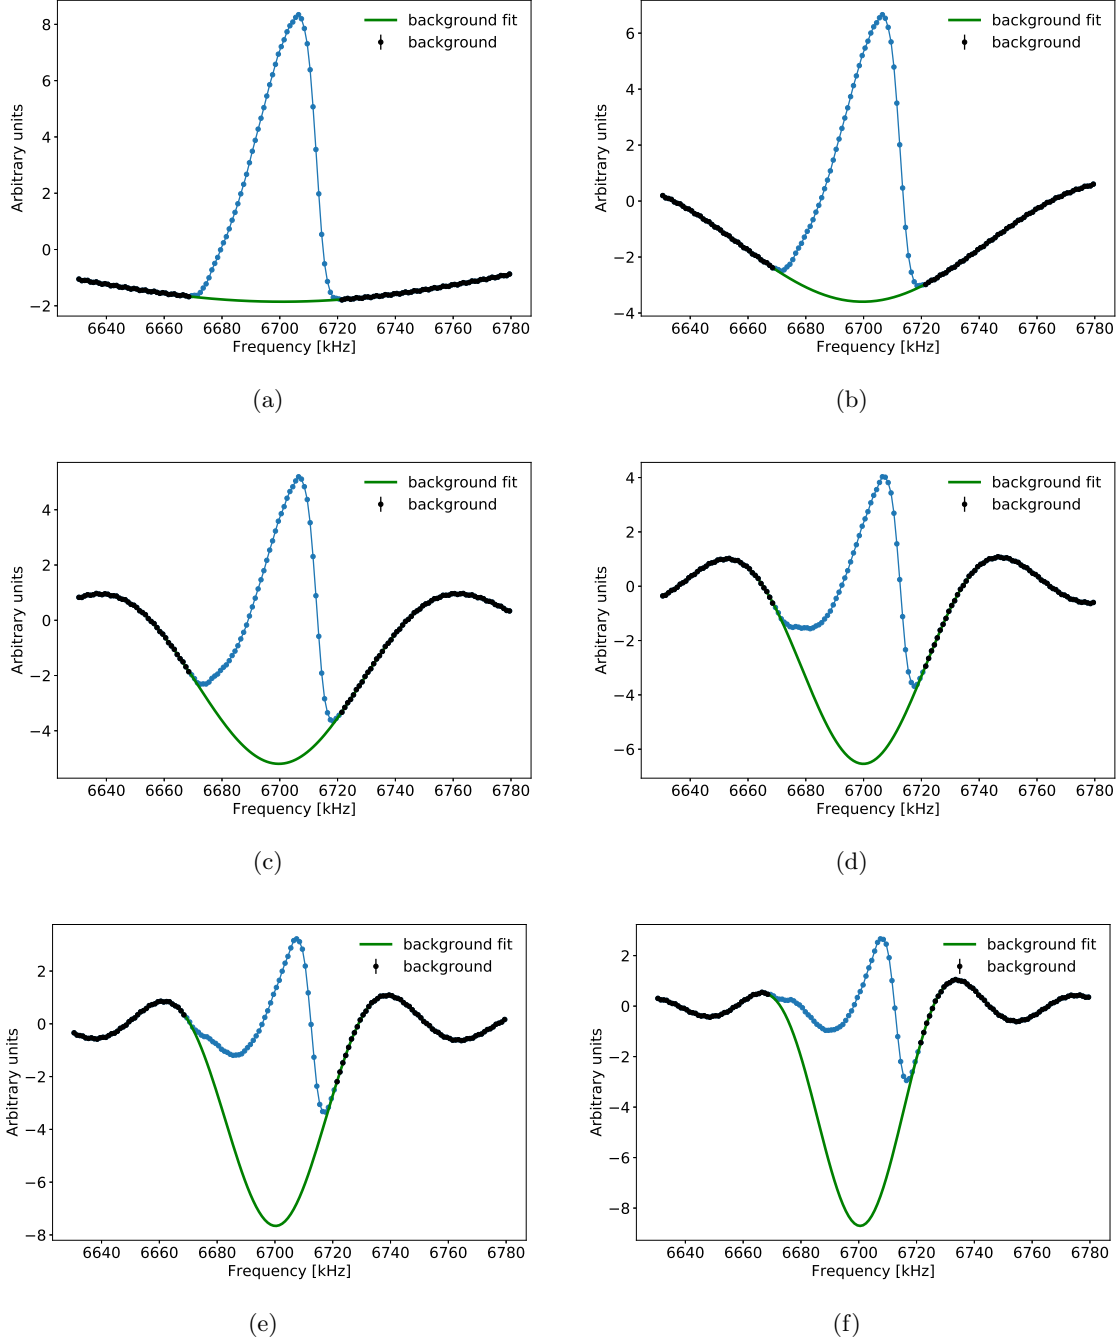 background fit
background
8
6
4
2
0
−2
Arbitrary units
6640 6660 6680 6700 6720 6740 6760 6780
Frequency [kHz]
(a)
background fit
background
6
4
2
0
−2
−4
Arbitrary units
6640 6660 6680 6700 6720 6740 6760 6780
Frequency [kHz]
(b)
background fit
background
4
2
0
−2
−4
Arbitrary units
6640 6660 6680 6700 6720 6740 6760 6780
Frequency [kHz]
(c)
background fit
background
4
2
0
−2
−4
−6
Arbitrary units
6640 6660 6680 6700 6720 6740 6760 6780
Frequency [kHz]
(d)
background fit
background
2
0
−2
−4
−6
−8
Arbitrary units
6640 6660 6680 6700 6720 6740 6760 6780
Frequency [kHz]
(e)
background fit
background
2
0
−2
−4
−6
−8
Arbitrary units
6640 6660 6680 6700 6720 6740 6760 6780
Frequency [kHz]
(f)